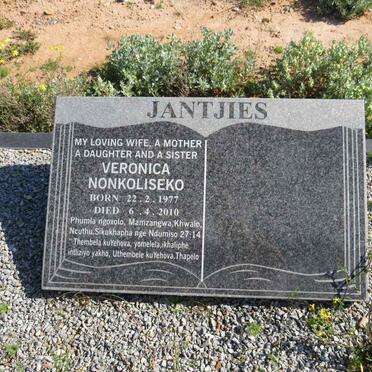 JANTJIES
MY LOVING WIFE, A MOTHER
A DAUGHTER AND A SISTER
VERONICA
NONKOLISEKO
BORN 22.2.1977
DIED 6.4.2010
Phumla ngoxolo, Mamzangwa, Khwalo,
Ncuthu.Sikukhapha nge Ndumiso 27:14
Thembela kuYehova, yomelela,ikhaliphe
intliziyo yakho, Uthembele kuYehova.Thapelo